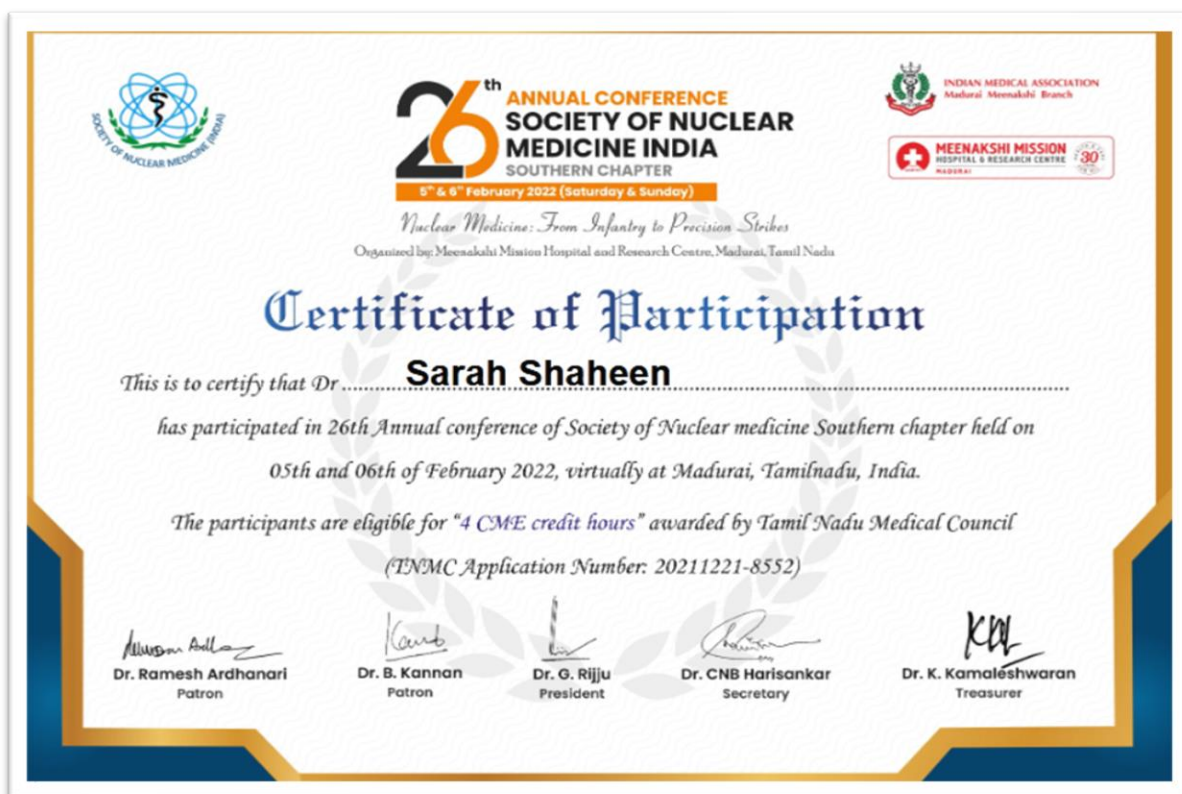 SOCIETY OF NUCLEAR MEDICINE (INDIA)
26th ANNUAL CONFERENCE
SOCIETY OF NUCLEAR
MEDICINE INDIA
SOUTHERN CHAPTER
5th & 6th February 2022 (Saturday & Sunday)
INDIAN MEDICAL ASSOCIATION
Madurai Meenakshi Branch
MEENAKSHI MISSION
HOSPITAL & RESEARCH CENTRE
MADURAI
30
Nuclear Medicine: From Infantry to Precision Strikes
Organized by: Meenakshi Mission Hospital and Research Centre, Madurai, Tamil Nadu
Certificate of Participation
This is to certify that Dr ........Sarah Shaheen........
has participated in 26th Annual conference of Society of Nuclear medicine Southern chapter held on
05th and 06th of February 2022, virtually at Madurai, Tamilnadu, India.
The participants are eligible for "4 CME credit hours" awarded by Tamil Nadu Medical Council
(TNMC Application Number: 20211221-8552)
Dr. Ramesh Ardhanari
Patron
Dr. B. Kannan
Patron
Dr. G. Rijju
President
Dr. CNB Harisankar
Secretary
Dr. K. Kamaleshwaran
Treasurer